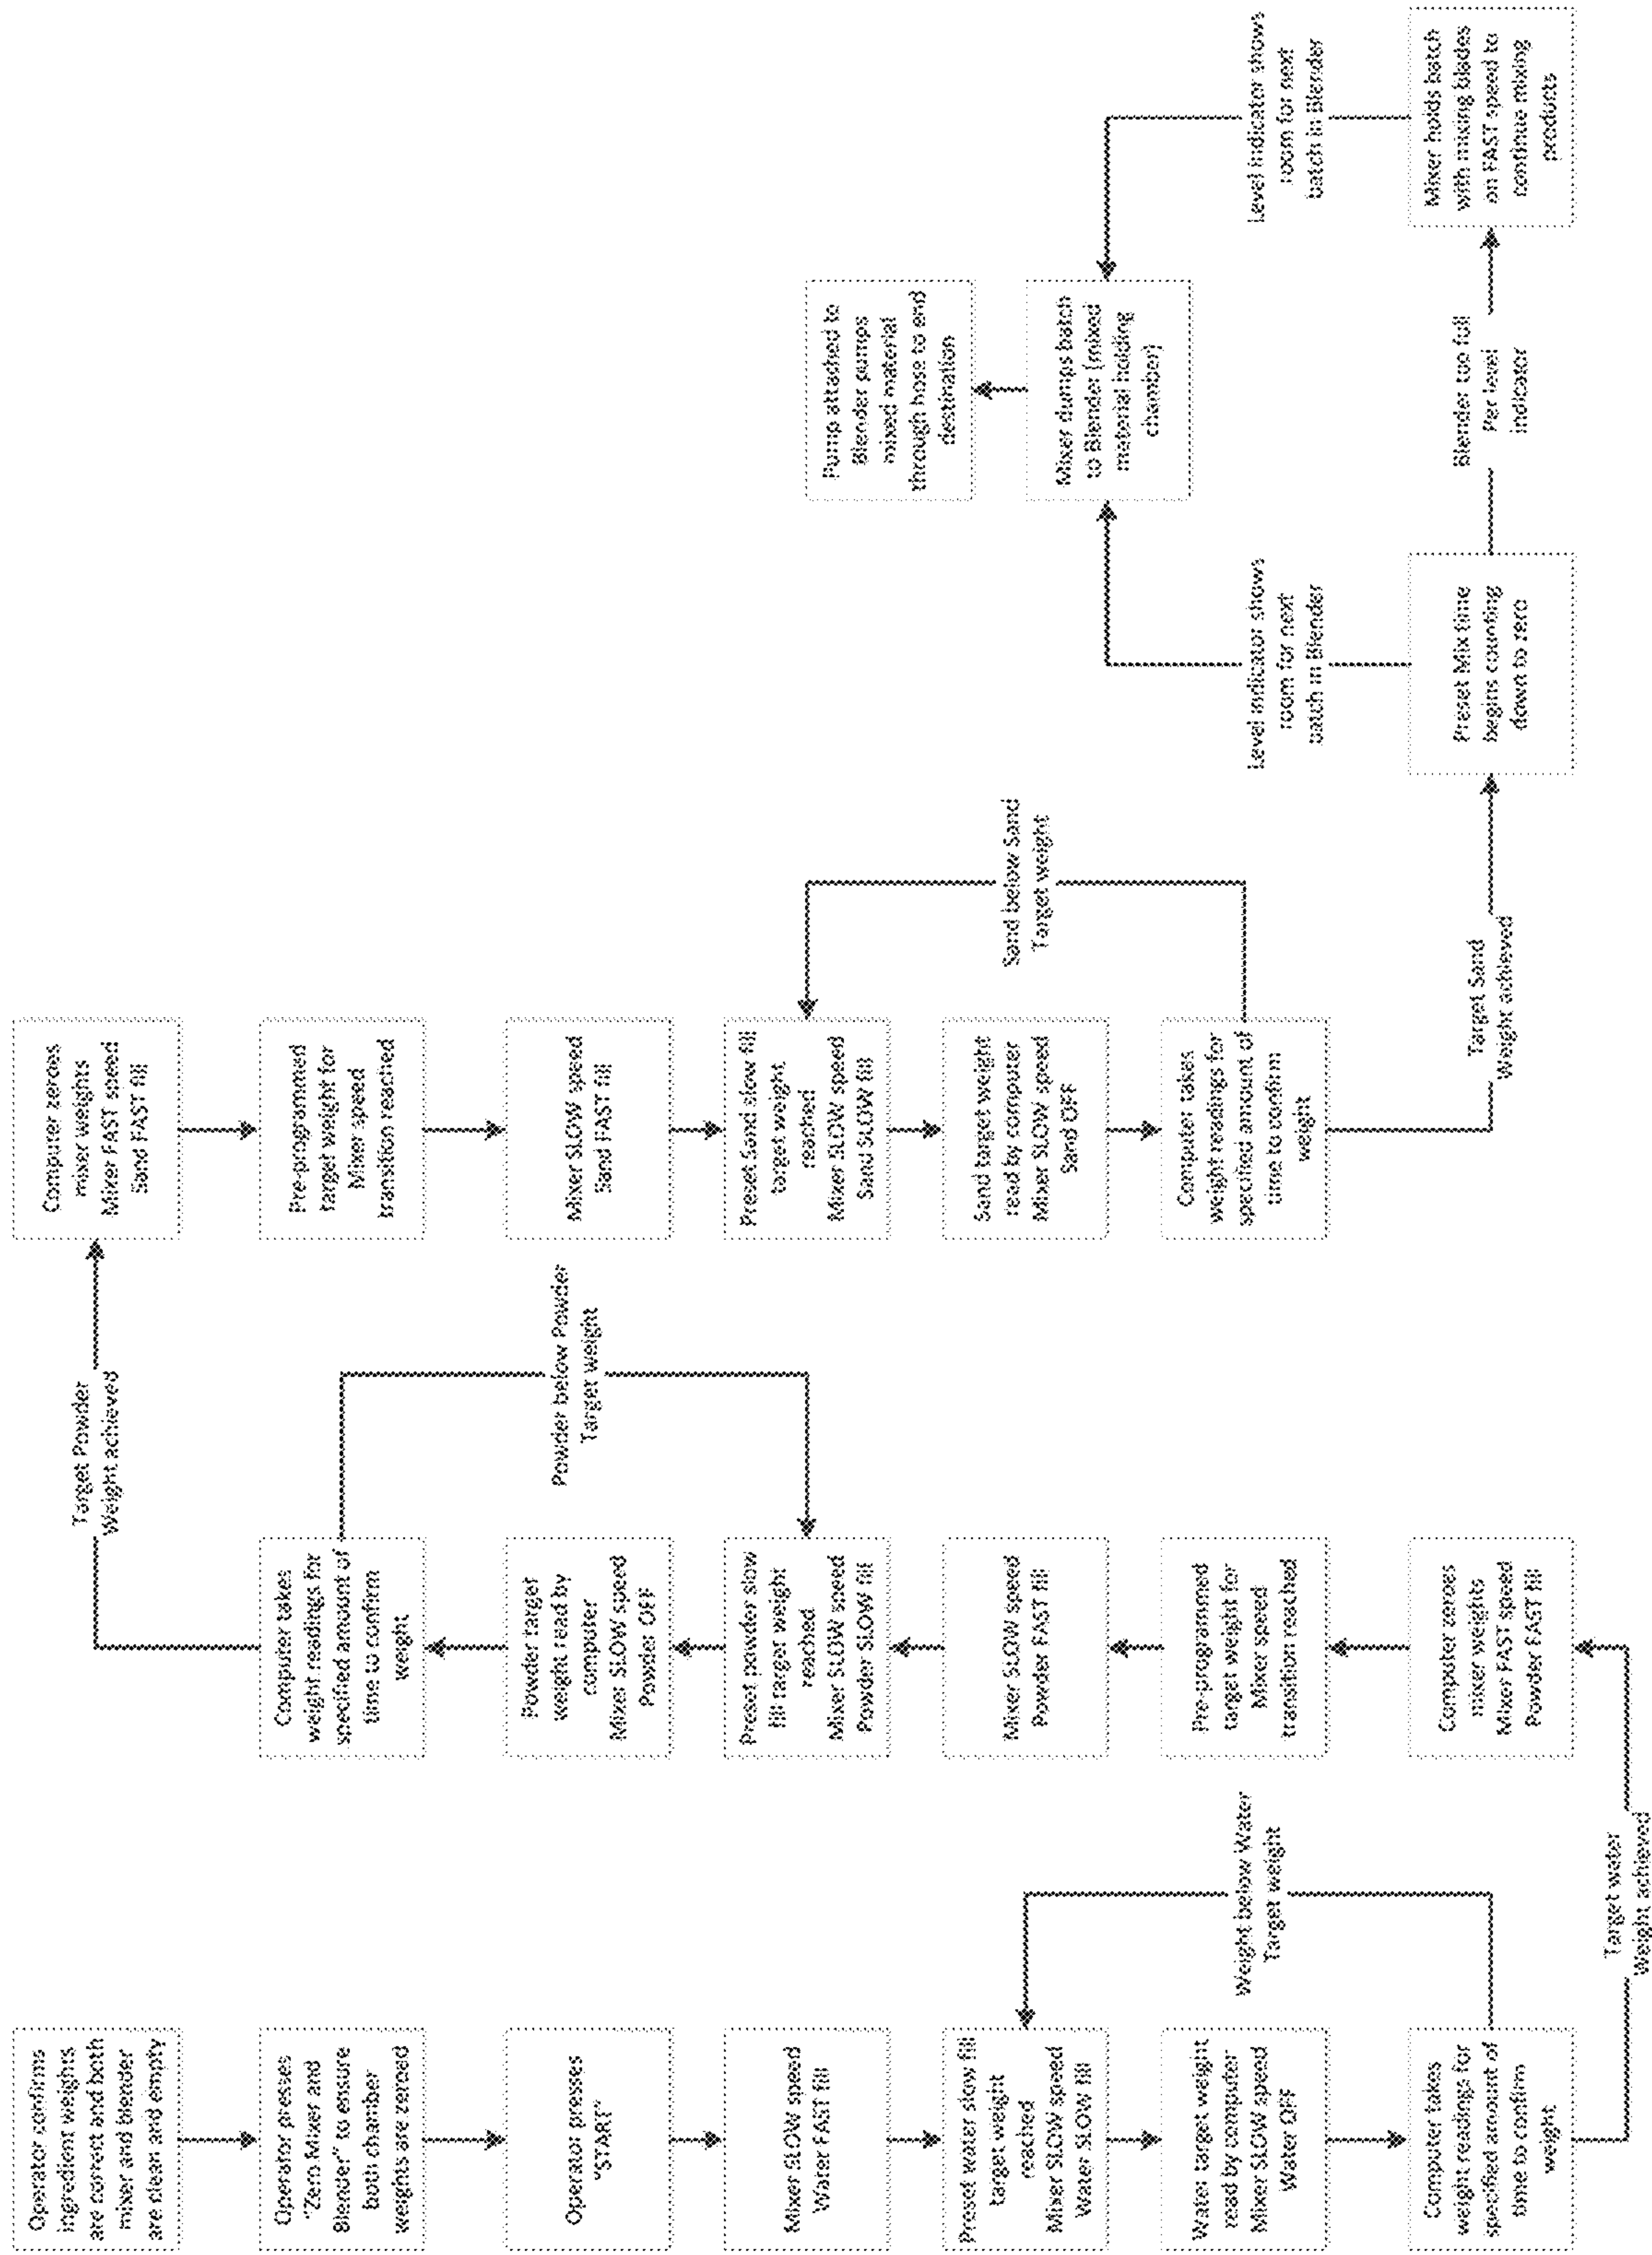 Operator confirms
ingredient weights
are correct and both
mixer and blender
are clean and empty
Operator presses
"Zero Mixer and
Blender" to ensure
both chamber
weights are zeroed
Operator presses
"START"
Mixer SLOW speed
Water FAST fill
Preset water slow fill
target weight
reached
Mixer SLOW speed
Water SLOW fill
Water target weight
read by computer
Mixer SLOW speed
Water OFF
Computer takes
weight readings for
specified amount of
time to confirm
weight
Weight below Water
Target weight
Target water
Weight achieved
Computer zeroes
mixer weights
Mixer FAST speed
Powder FAST fill
Pre-programmed
target weight for
Mixer speed
transition reached
Mixer SLOW speed
Powder FAST fill
Preset powder slow
fill target weight
reached
Mixer SLOW speed
Powder SLOW fill
Powder target
weight read by
computer
Mixer SLOW speed
Powder OFF
Computer takes
weight readings for
specified amount of
time to confirm
weight
Powder below Powder
Target weight
Target Powder
Weight achieved
Computer zeroes
mixer weights
Mixer FAST speed
Sand FAST fill
Pre-programmed
target weight for
Mixer speed
transition reached
Mixer SLOW speed
Sand FAST fill
Preset Sand slow fill
target weight
reached
Mixer SLOW speed
Sand SLOW fill
Sand target weight
read by computer
Mixer SLOW speed
Sand OFF
Computer takes
weight readings for
specified amount of
time to confirm
weight
Sand below Sand
Target weight
Target Sand
Weight achieved
Preset Mix time
begins counting
down to zero
Level indicator shows
room for next
batch in Blender
Blender too full
Per level
indicator
Mixer holds batch
with mixing blades
on FAST speed to
continue mixing
products
Level indicator shows
room for next
batch in Blender
Mixer dumps batch
to Blender (mixed
material holding
chamber)
Pump attached to
Blender pumps
mixed material
through hose to end
destination